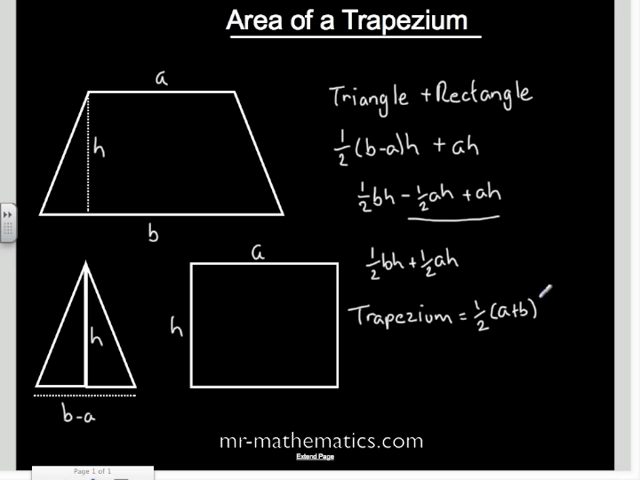 Area of a Trapezium
a
h
b
Triangle + Rectangle
½(b-a)h + ah
½bh - ½ah + ah
½bh + ½ah
Trapezium = ½(a+b)
h
b-a
a
h
mr-mathematics.com
Extend Page
Page 1 of 1